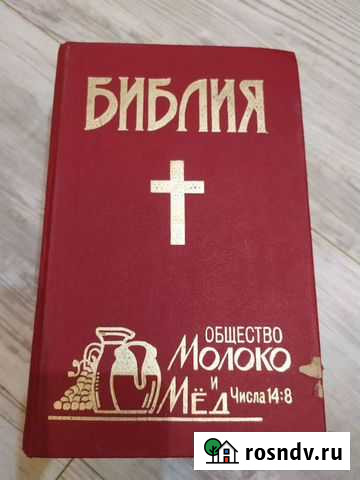 БИБЛИЯ
ОБЩЕСТВО
МОЛОКО
И
МЁД Числа 14:8
rosndv.ru